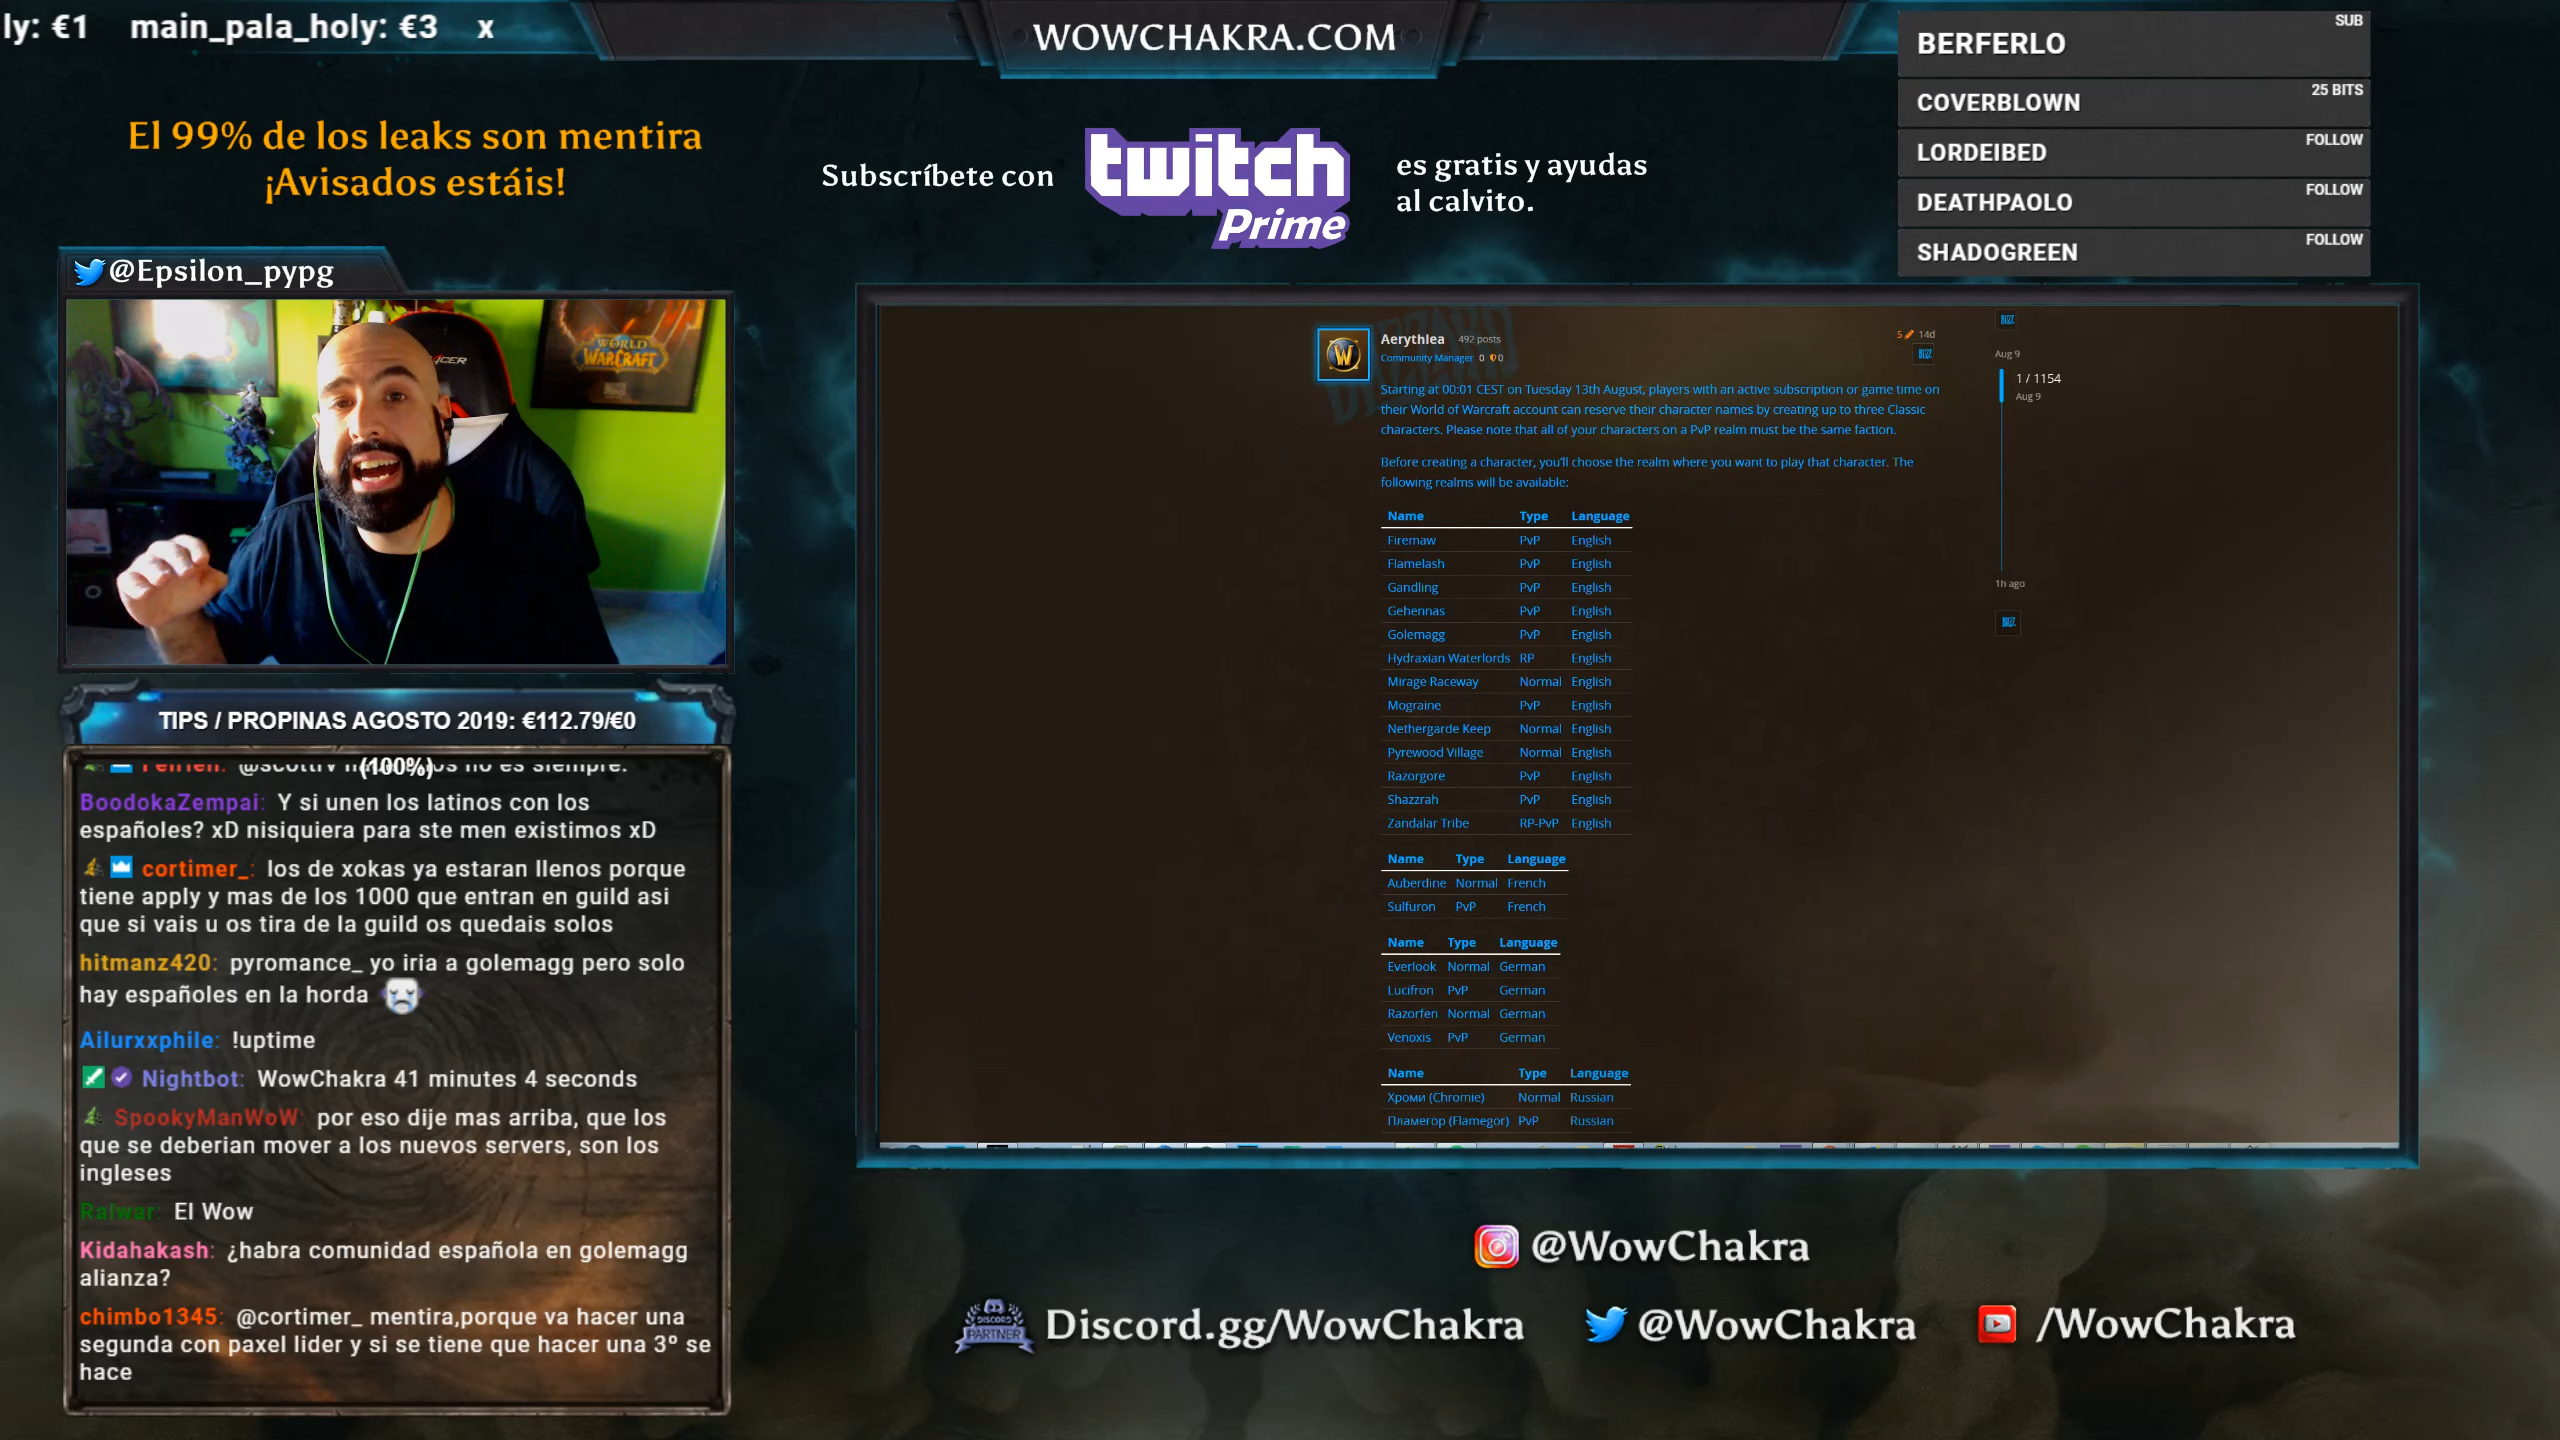 ly: €1 main_pala_holy: €3 x
WOWCHAKRA.COM
BERFERLO SUB
COVERBLOWN 25 BITS
LORDEIBED FOLLOW
DEATHPAOLO FOLLOW
SHADOGREEN FOLLOW
El 99% de los leaks son mentira
¡Avisados estáis!
Subscríbete con
twitch
Prime
es gratis y ayudas
al calvito.
@Epsilon_pypg
WORLD
WARCRAFT
TIPS / PROPINAS AGOSTO 2019: €112.79/€0
(100%)
no es siempre.
BoodokaZempai: Y si unen los latinos con los
españoles? xD nisiquiera para ste men existimos xD
cortimer_: los de xokas ya estaran llenos porque
tiene apply y mas de los 1000 que entran en guild asi
que si vais u os tira de la guild os quedais solos
hitmanz420: pyromance_ yo iria a golemagg pero solo
hay españoles en la horda
Ailurxxphile: !uptime
Nightbot: WowChakra 41 minutes 4 seconds
SpookyManWoW: por eso dije mas arriba, que los
que se deberian mover a los nuevos servers, son los
ingleses
Ralwar: El Wow
Kidahakash: ¿habra comunidad española en golemagg
alianza?
chimbo1345: @cortimer_ mentira,porque va hacer una
segunda con paxel lider y si se tiene que hacer una 3º se
hace
Aerythlea 492 posts
Community Manager 0 0
5 14d
Starting at 00:01 CEST on Tuesday 13th August, players with an active subscription or game time on
their World of Warcraft account can reserve their character names by creating up to three Classic
characters. Please note that all of your characters on a PvP realm must be the same faction.
Before creating a character, you'll choose the realm where you want to play that character. The
following realms will be available:
Name Type Language
Firemaw PvP English
Flamelash PvP English
Gandling PvP English
Gehennas PvP English
Golemagg PvP English
Hydraxian Waterlords RP English
Mirage Raceway Normal English
Mograine PvP English
Nethergarde Keep Normal English
Pyrewood Village Normal English
Razorgore PvP English
Shazzrah PvP English
Zandalar Tribe RP-PvP English
Name Type Language
Auberdine Normal French
Sulfuron PvP French
Name Type Language
Everlook Normal German
Lucifron PvP German
Razorfen Normal German
Venoxis PvP German
Name Type Language
Хроми (Chromie) Normal Russian
Пламегор (Flamegor) PvP Russian
Aug 9
1 / 1154
Aug 9
1h ago
@WowChakra
DISCORD
PARTNER
Discord.gg/WowChakra
@WowChakra
/WowChakra